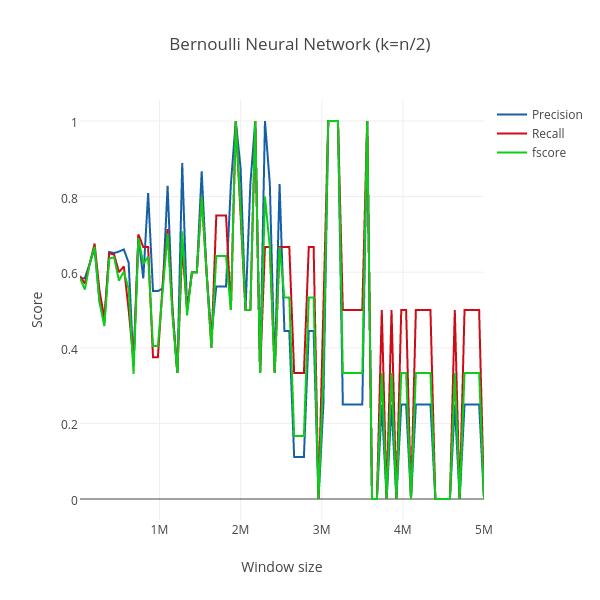 Bernoulli Neural Network (k=n/2)
Precision
Recall
fscore
1
0.8
0.6
0.4
0.2
0
Score
1M
2M
3M
4M
5M
Window size